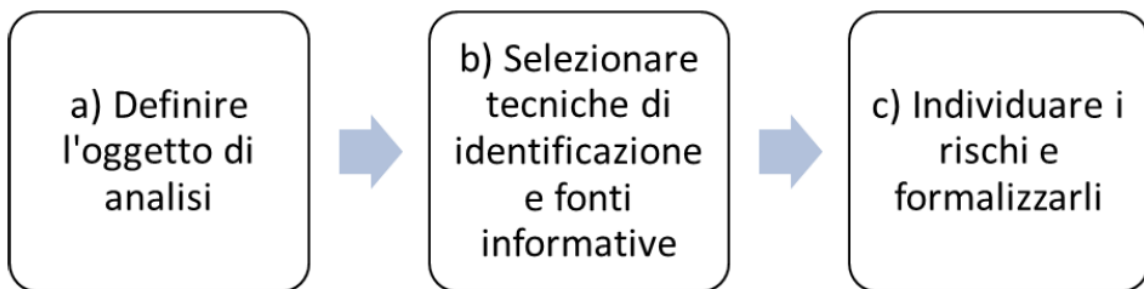 a) Definire
l'oggetto di
analisi
b) Selezionare
tecniche di
identificazione
e fonti
informative
c) Individuare i
rischi e
formalizzarli